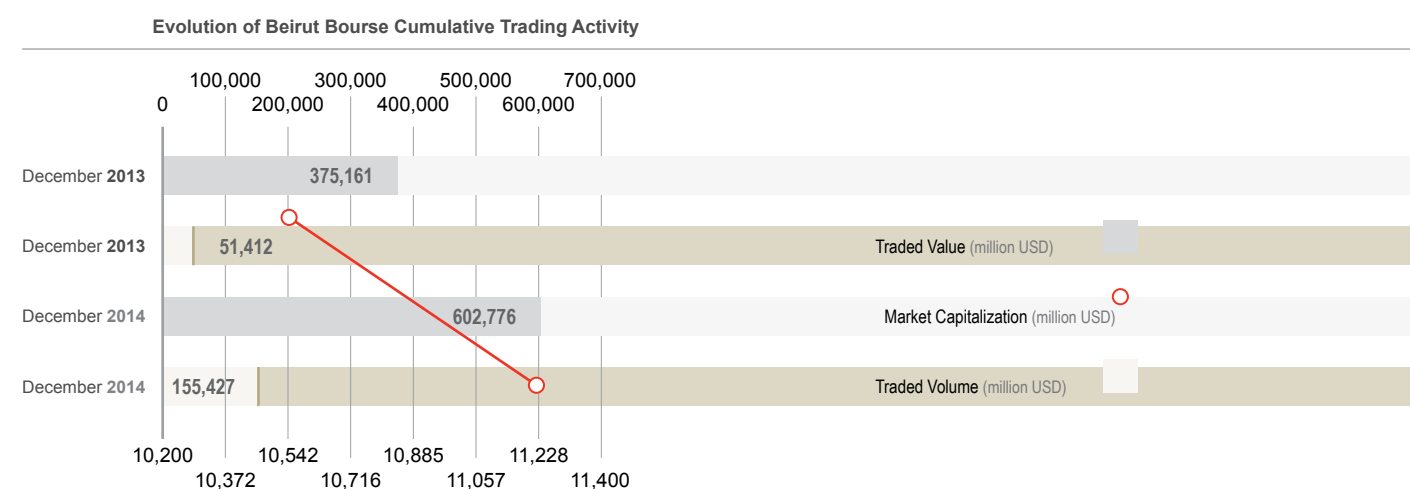 Evolution of Beirut Bourse Cumulative Trading Activity
100,000 300,000 500,000 700,000
0 200,000 400,000 600,000
December 2013 375,161
December 2013 51,412 Traded Value (million USD)
December 2014 602,776 Market Capitalization (million USD)
December 2014 155,427 Traded Volume (million USD)
10,200 10,542 10,885 11,228
10,372 10,716 11,057 11,400